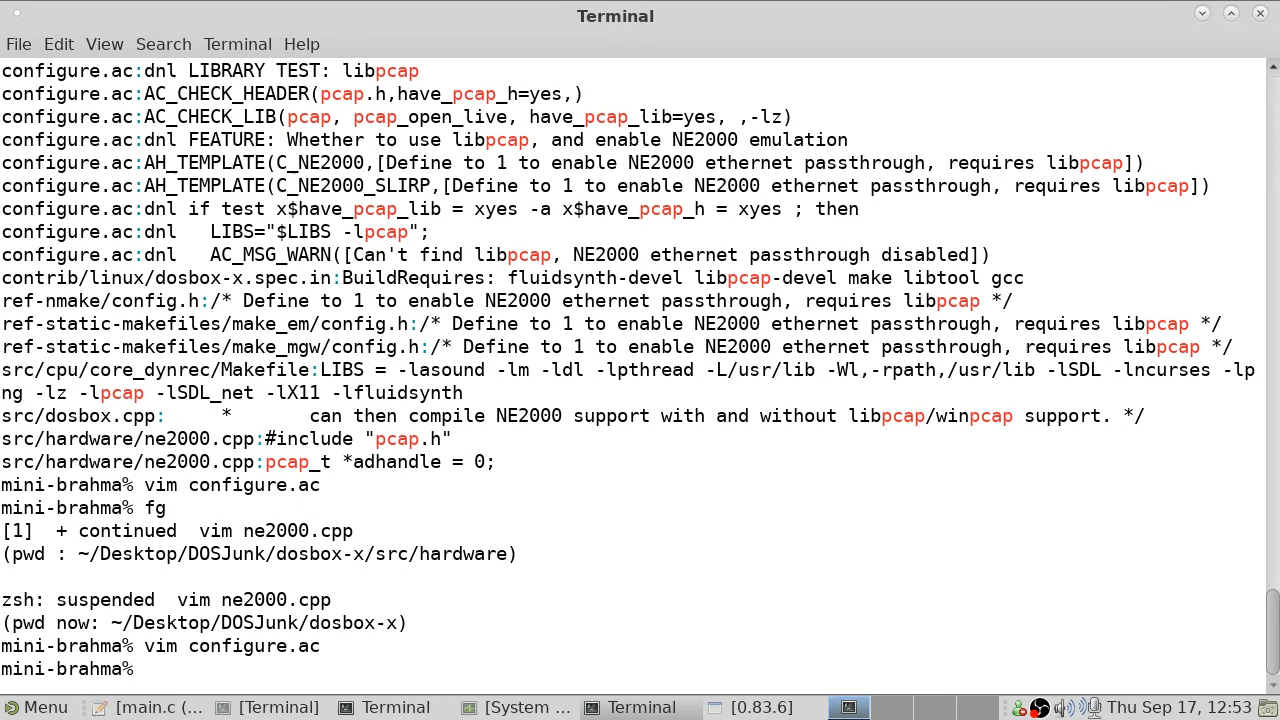 Terminal
File Edit View Search Terminal Help
configure.ac:dnl LIBRARY TEST: libpcap
configure.ac:AC_CHECK_HEADER(pcap.h,have_pcap_h=yes,)
configure.ac:AC_CHECK_LIB(pcap, pcap_open_live, have_pcap_lib=yes, ,-lz)
configure.ac:dnl FEATURE: Whether to use libpcap, and enable NE2000 emulation
configure.ac:AH_TEMPLATE(C_NE2000,[Define to 1 to enable NE2000 ethernet passthrough, requires libpcap])
configure.ac:AH_TEMPLATE(C_NE2000_SLIRP,[Define to 1 to enable NE2000 ethernet passthrough, requires libpcap])
configure.ac:dnl if test x$have_pcap_lib = xyes -a x$have_pcap_h = xyes ; then
configure.ac:dnl   LIBS="$LIBS -lpcap";
configure.ac:dnl   AC_MSG_WARN([Can't find libpcap, NE2000 ethernet passthrough disabled])
contrib/linux/dosbox-x.spec.in:BuildRequires: fluidsynth-devel libpcap-devel make libtool gcc
ref-nmake/config.h:/* Define to 1 to enable NE2000 ethernet passthrough, requires libpcap */
ref-static-makefiles/make_em/config.h:/* Define to 1 to enable NE2000 ethernet passthrough, requires libpcap */
ref-static-makefiles/make_mgw/config.h:/* Define to 1 to enable NE2000 ethernet passthrough, requires libpcap */
src/cpu/core_dynrec/Makefile:LIBS = -lasound -lm -ldl -lpthread -L/usr/lib -Wl,-rpath,/usr/lib -lSDL -lncurses -lp
ng -lz -lpcap -lSDL_net -lX11 -lfluidsynth
src/dosbox.cpp:     *       can then compile NE2000 support with and without libpcap/winpcap support. */
src/hardware/ne2000.cpp:#include "pcap.h"
src/hardware/ne2000.cpp:pcap_t *adhandle = 0;
mini-brahma% vim configure.ac
mini-brahma% fg
[1]  + continued  vim ne2000.cpp
(pwd : ~/Desktop/DOSJunk/dosbox-x/src/hardware)
zsh: suspended  vim ne2000.cpp
(pwd now: ~/Desktop/DOSJunk/dosbox-x)
mini-brahma% vim configure.ac
mini-brahma%
Menu [main.c (... [Terminal] Terminal [System ... Terminal [0.83.6] Thu Sep 17, 12:53